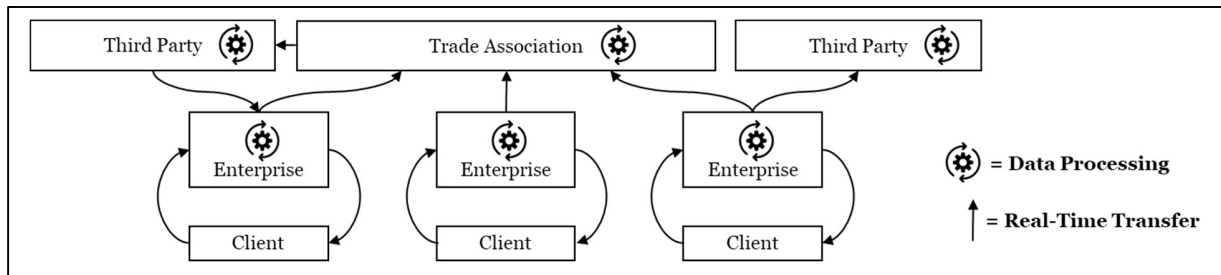 Third Party
Trade Association
Third Party
Enterprise
Enterprise
Enterprise
Client
Client
Client
= Data Processing
= Real-Time Transfer